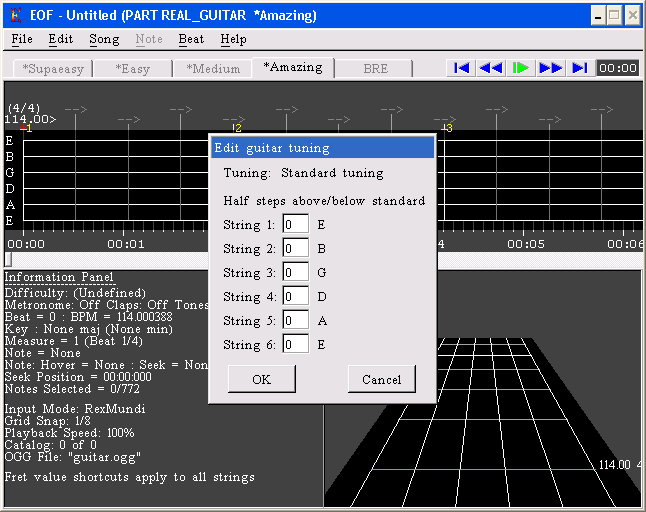 EOF - Untitled (PART REAL_GUITAR *Amazing)
File Edit Song Note Beat Help
*Supaeasy *Easy *Medium *Amazing BRE 00:00
(4/4) --> --> --> --> --> --> --> --> --> --> -->
114.00>
1 2 3
E
B
G
D
A
E
00:00 00:01 4 00:05 00:06
Edit guitar tuning
Tuning: Standard tuning
Half steps above/below standard
String 1: 0 E
String 2: 0 B
String 3: 0 G
String 4: 0 D
String 5: 0 A
String 6: 0 E
OK Cancel
Information Panel
----------------------------
Difficulty: (Undefined)
Metronome: Off Claps: Off Tones
Beat = 0 : BPM = 114.000388
Key : None maj (None min)
Measure = 1 (Beat 1/4)
Note = None
Note: Hover = None : Seek = Non
Seek Position = 00:00:000
Notes Selected = 0/772
Input Mode: RexMundi
Grid Snap: 1/8
Playback Speed: 100%
Catalog: 0 of 0
OGG File: "guitar.ogg"
Fret value shortcuts apply to all strings
114.00 4